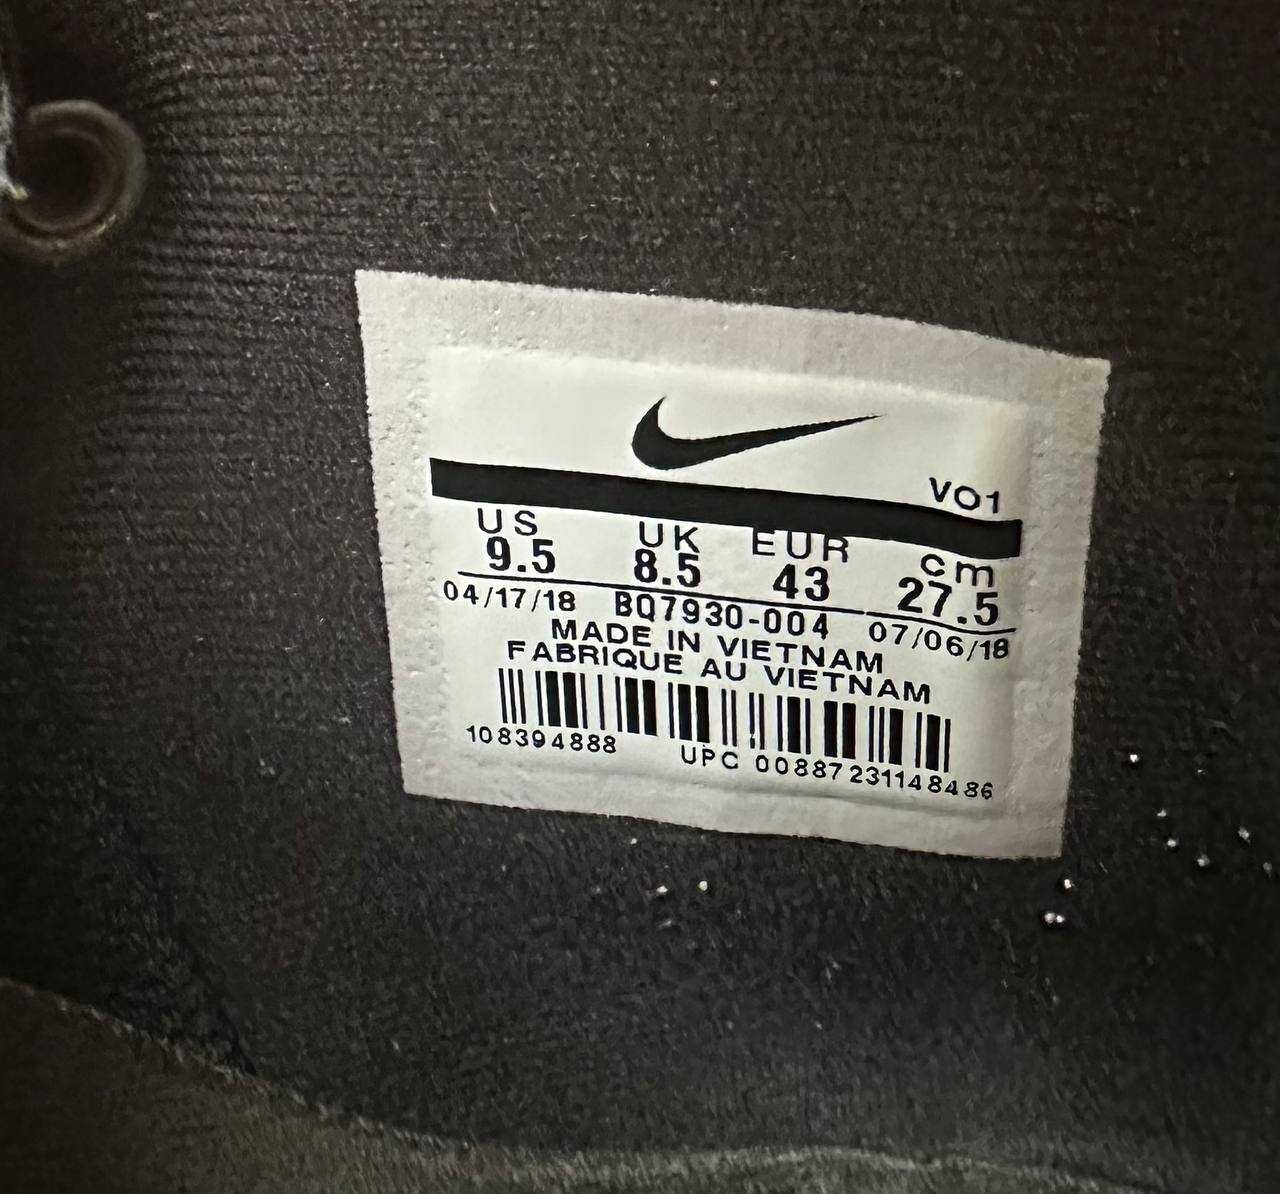 VO1
US UK EUR cm
9.5 8.5 43 27.5
04/17/18 BQ7930-004 07/06/18
MADE IN VIETNAM
FABRIQUE AU VIETNAM
108394888 UPC 00887231148486